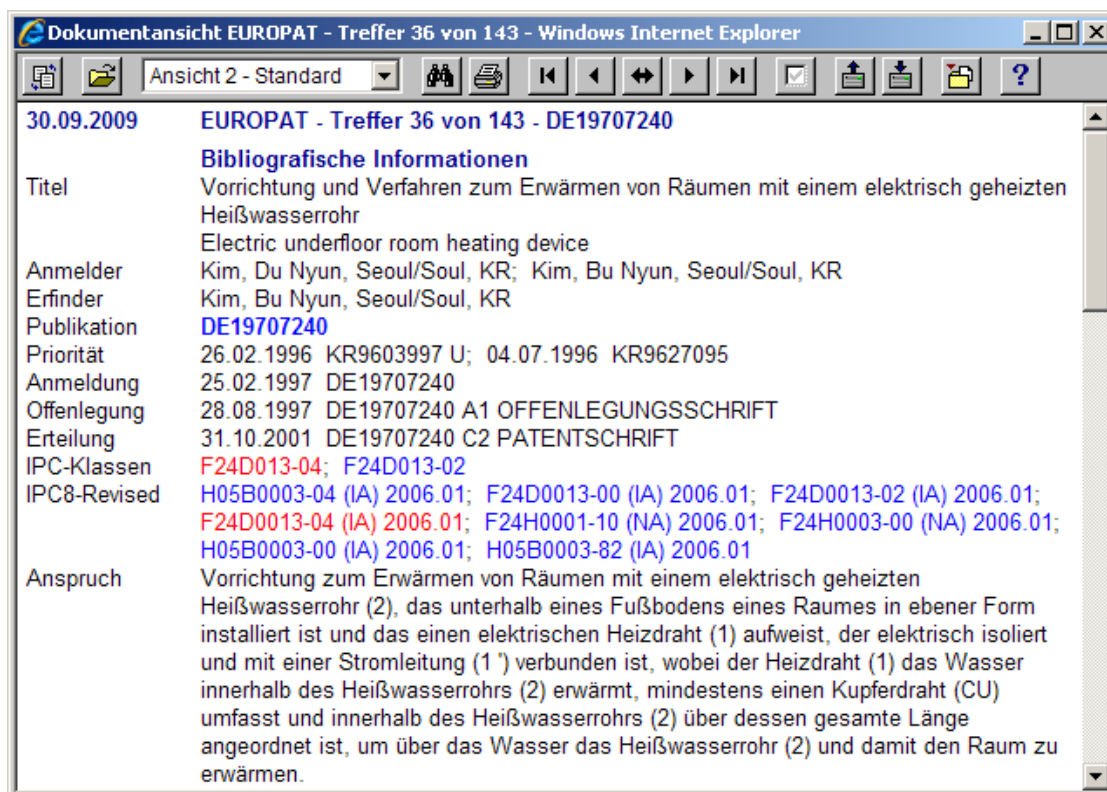 Dokumentansicht EUROPAT - Treffer 36 von 143 - Windows Internet Explorer
Ansicht 2 - Standard
30.09.2009 EUROPAT - Treffer 36 von 143 - DE19707240
Bibliografische Informationen
Titel Vorrichtung und Verfahren zum Erwärmen von Räumen mit einem elektrisch geheizten
Heißwasserrohr
Electric underfloor room heating device
Anmelder Kim, Du Nyun, Seoul/Soul, KR; Kim, Bu Nyun, Seoul/Soul, KR
Erfinder Kim, Bu Nyun, Seoul/Soul, KR
Publikation DE19707240
Priorität 26.02.1996 KR9603997 U; 04.07.1996 KR9627095
Anmeldung 25.02.1997 DE19707240
Offenlegung 28.08.1997 DE19707240 A1 OFFENLEGUNGSSCHRIFT
Erteilung 31.10.2001 DE19707240 C2 PATENTSCHRIFT
IPC-Klassen F24D013-04; F24D013-02
IPC8-Revised H05B0003-04 (IA) 2006.01; F24D0013-00 (IA) 2006.01; F24D0013-02 (IA) 2006.01;
F24D0013-04 (IA) 2006.01; F24H0001-10 (NA) 2006.01; F24H0003-00 (NA) 2006.01;
H05B0003-00 (IA) 2006.01; H05B0003-82 (IA) 2006.01
Anspruch Vorrichtung zum Erwärmen von Räumen mit einem elektrisch geheizten
Heißwasserrohr (2), das unterhalb eines Fußbodens eines Raumes in ebener Form
installiert ist und das einen elektrischen Heizdraht (1) aufweist, der elektrisch isoliert
und mit einer Stromleitung (1 ') verbunden ist, wobei der Heizdraht (1) das Wasser
innerhalb des Heißwasserrohrs (2) erwärmt, mindestens einen Kupferdraht (CU)
umfasst und innerhalb des Heißwasserrohrs (2) über dessen gesamte Länge
angeordnet ist, um über das Wasser das Heißwasserrohr (2) und damit den Raum zu
erwärmen.